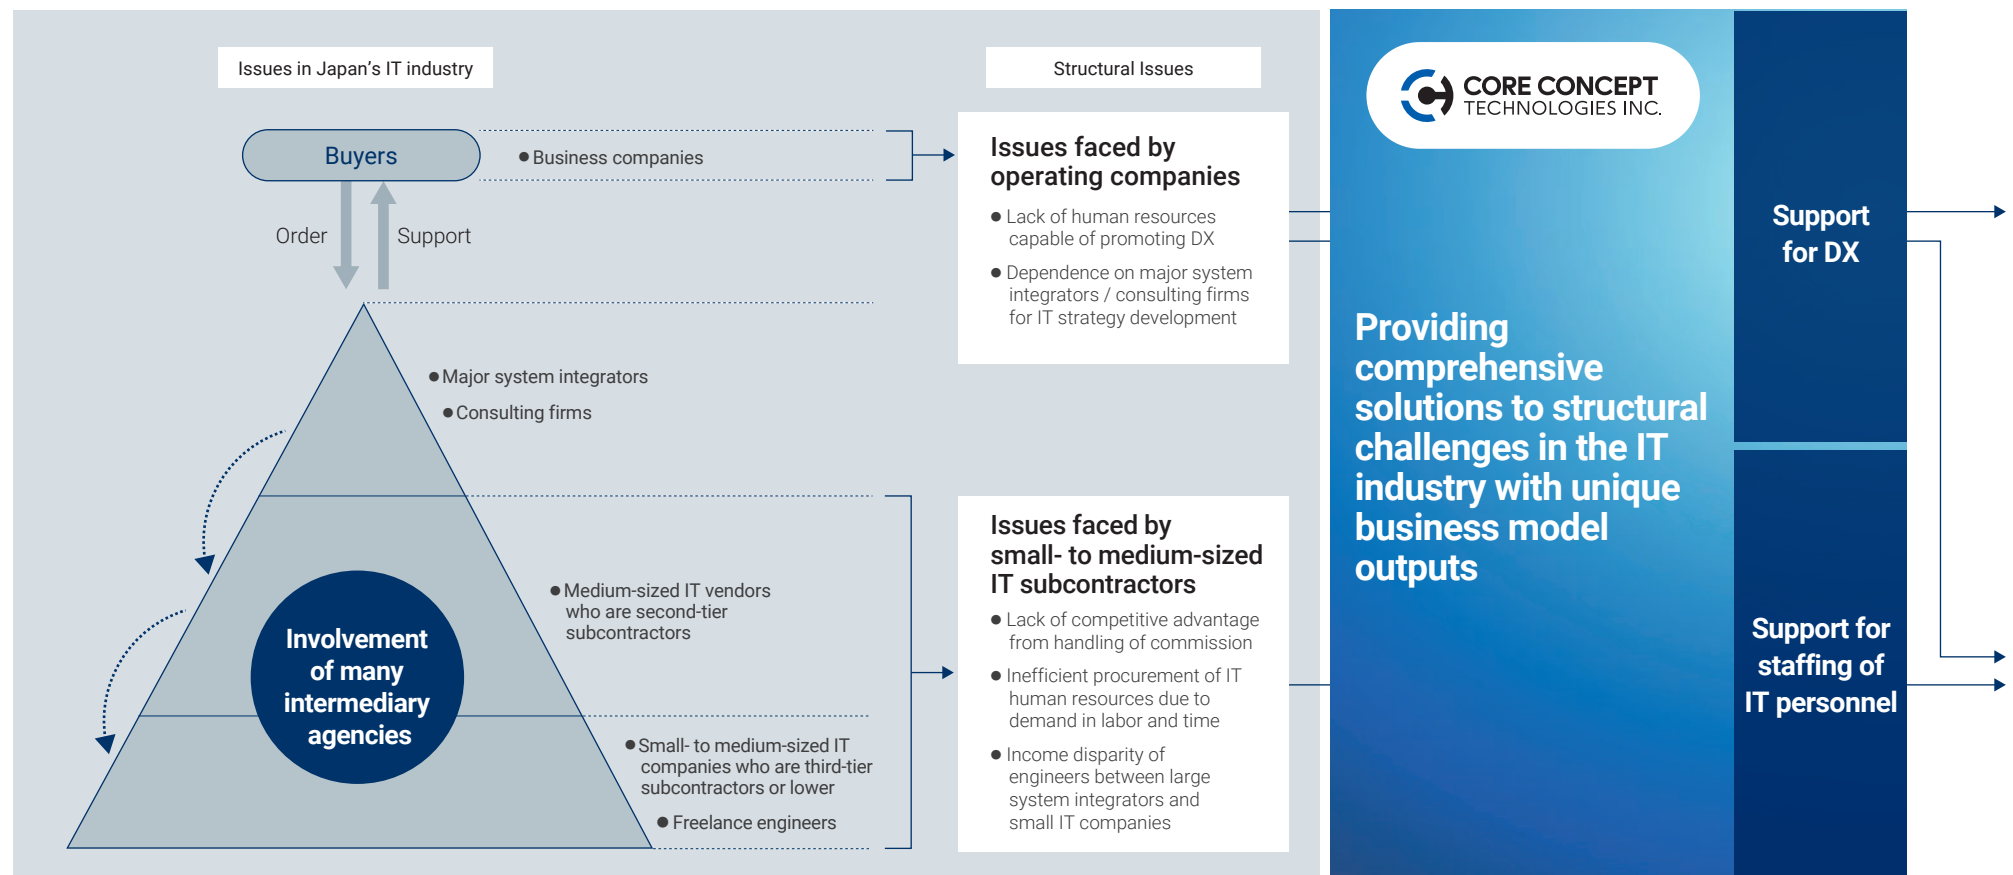 Issues in Japan's IT industry
Buyers
● Business companies
Order
Support
● Major system integrators
● Consulting firms
● Medium-sized IT vendors
who are second-tier
subcontractors
Involvement
of many
intermediary
agencies
● Small- to medium-sized IT
companies who are third-tier
subcontractors or lower
● Freelance engineers
Structural Issues
Issues faced by
operating companies
● Lack of human resources
capable of promoting DX
● Dependence on major system
integrators / consulting firms
for IT strategy development
Issues faced by
small- to medium-sized
IT subcontractors
● Lack of competitive advantage
from handling of commission
● Inefficient procurement of IT
human resources due to
demand in labor and time
● Income disparity of
engineers between large
system integrators and
small IT companies
CORE CONCEPT
TECHNOLOGIES INC.
Providing
comprehensive
solutions to structural
challenges in the IT
industry with unique
business model
outputs
Support
for DX
Support for
staffing of
IT personnel